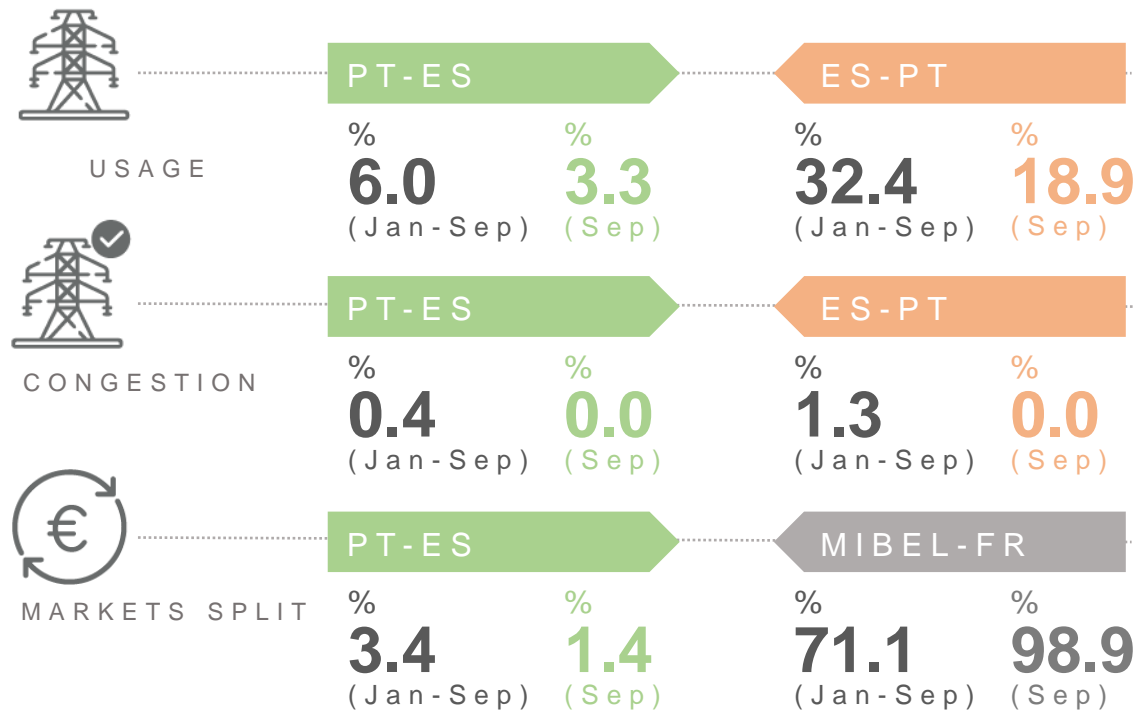 PT-ES ES-PT
% % % %
USAGE 6.0 3.3 32.4 18.9
(Jan-Sep) (Sep) (Jan-Sep) (Sep)
PT-ES ES-PT
% % % %
CONGESTION 0.4 0.0 1.3 0.0
(Jan-Sep) (Sep) (Jan-Sep) (Sep)
€
PT-ES MIBEL-FR
% % % %
MARKETS SPLIT 3.4 1.4 71.1 98.9
(Jan-Sep) (Sep) (Jan-Sep) (Sep)